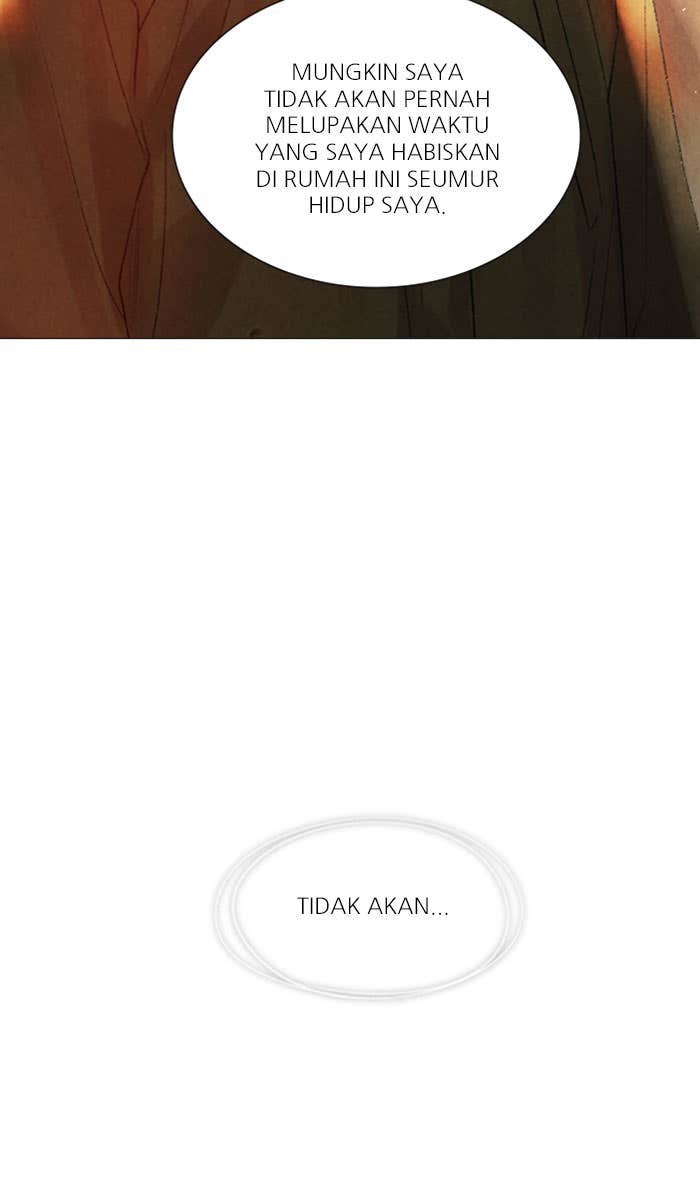 MUNGKIN SAYA
TIDAK AKAN PERNAH
MELUPAKAN WAKTU
YANG SAYA HABISKAN
DI RUMAH INI SEUMUR
HIDUP SAYA.
TIDAK AKAN...